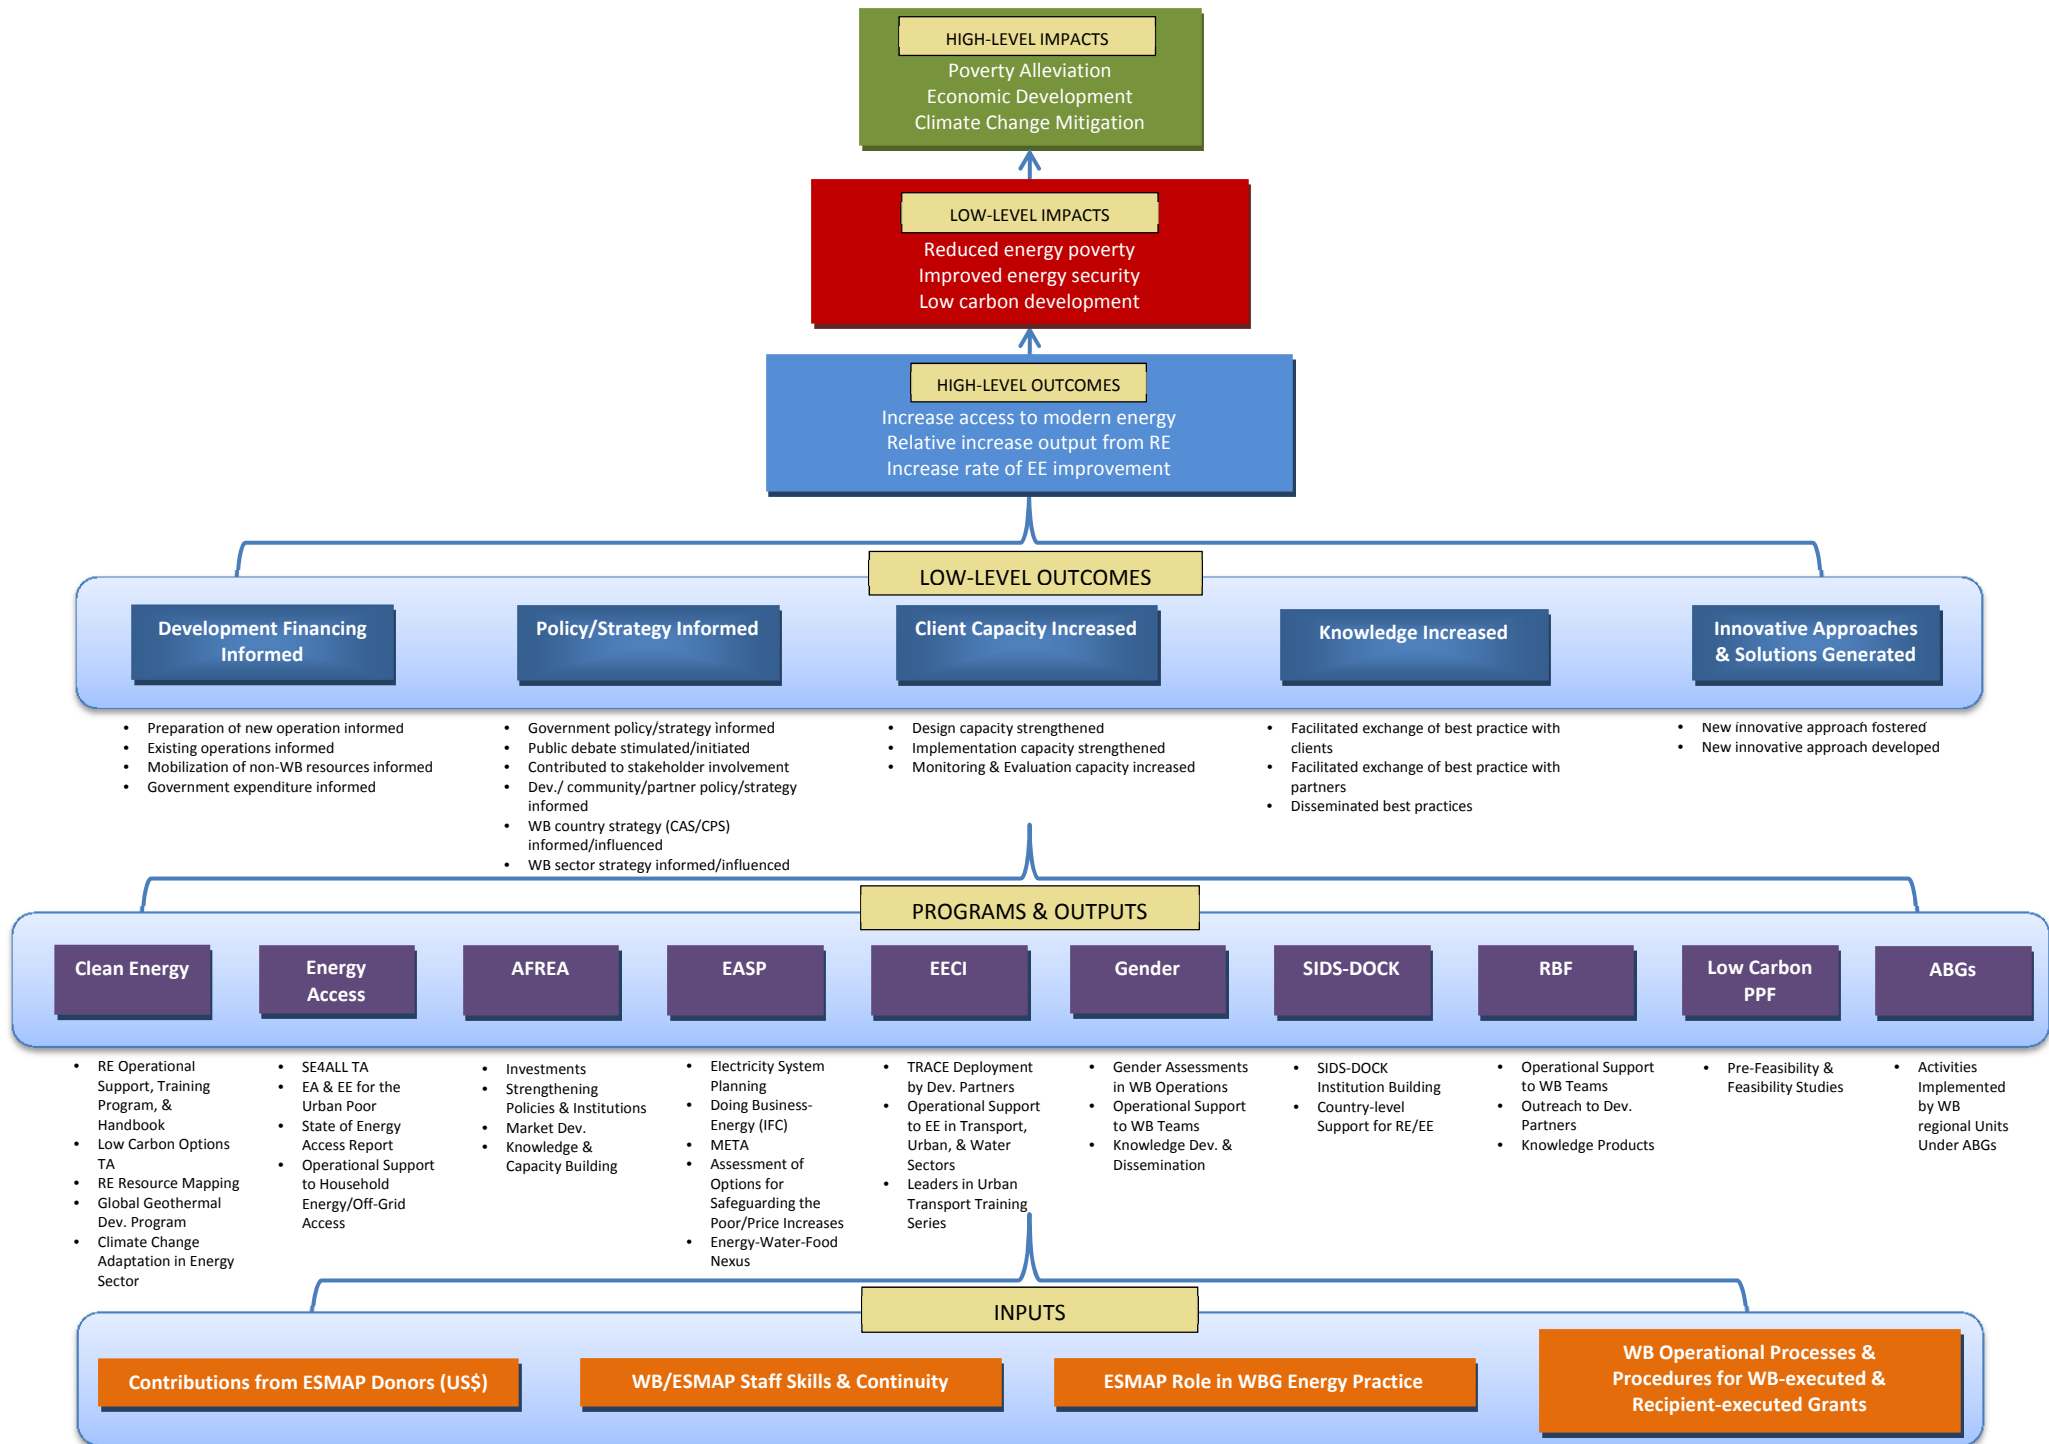 HIGH-LEVEL IMPACTS
Poverty Alleviation
Economic Development
Climate Change Mitigation
LOW-LEVEL IMPACTS
Reduced energy poverty
Improved energy security
Low carbon development
HIGH-LEVEL OUTCOMES
Increase access to modern energy
Relative increase output from RE
Increase rate of EE improvement
LOW-LEVEL OUTCOMES
Development Financing
Informed
Policy/Strategy Informed
Client Capacity Increased
Knowledge Increased
Innovative Approaches
& Solutions Generated
• Preparation of new operation informed
• Existing operations informed
• Mobilization of non-WB resources informed
• Government expenditure informed
• Government policy/strategy informed
• Public debate stimulated/initiated
• Contributed to stakeholder involvement
• Dev./ community/partner policy/strategy
informed
• WB country strategy (CAS/CPS)
informed/influenced
• WB sector strategy informed/influenced
• Design capacity strengthened
• Implementation capacity strengthened
• Monitoring & Evaluation capacity increased
• Facilitated exchange of best practice with
clients
• Facilitated exchange of best practice with
partners
• Disseminated best practices
• New innovative approach fostered
• New innovative approach developed
PROGRAMS & OUTPUTS
Clean Energy
Energy
Access
AFREA
EASP
EECI
Gender
SIDS-DOCK
RBF
Low Carbon
PPF
ABGs
• RE Operational
Support, Training
Program, &
Handbook
• Low Carbon Options
TA
• RE Resource Mapping
• Global Geothermal
Dev. Program
• Climate Change
Adaptation in Energy
Sector
• SE4ALL TA
• EA & EE for the
Urban Poor
• State of Energy
Access Report
• Operational Support
to Household
Energy/Off-Grid
Access
• Investments
• Strengthening
Policies & Institutions
• Market Dev.
• Knowledge &
Capacity Building
• Electricity System
Planning
• Doing Business-
Energy (IFC)
• META
• Assessment of
Options for
Safeguarding the
Poor/Price Increases
• Energy-Water-Food
Nexus
• TRACE Deployment
by Dev. Partners
• Operational Support
to EE in Transport,
Urban, & Water
Sectors
• Leaders in Urban
Transport Training
Series
• Gender Assessments
in WB Operations
• Operational Support
to WB Teams
• Knowledge Dev. &
Dissemination
• SIDS-DOCK
Institution Building
• Country-level
Support for RE/EE
• Operational Support
to WB Teams
• Outreach to Dev.
Partners
• Knowledge Products
• Pre-Feasibility &
Feasibility Studies
• Activities
Implemented
by WB
regional Units
Under ABGs
INPUTS
Contributions from ESMAP Donors (US$)
WB/ESMAP Staff Skills & Continuity
ESMAP Role in WBG Energy Practice
WB Operational Processes &
Procedures for WB-executed &
Recipient-executed Grants